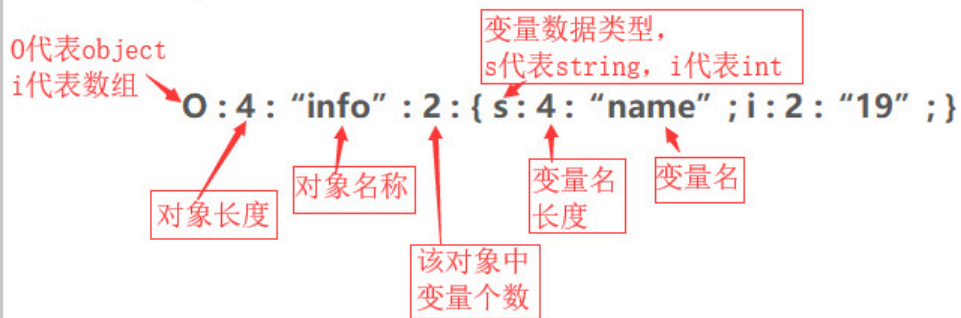 变量数据类型，
s代表string，i代表int
O代表object
i代表数组
O : 4 : “info” : 2 : { s : 4 : “name” ; i : 2 : “19” ; }
对象长度
对象名称
变量名
长度
变量名
该对象中
变量个数